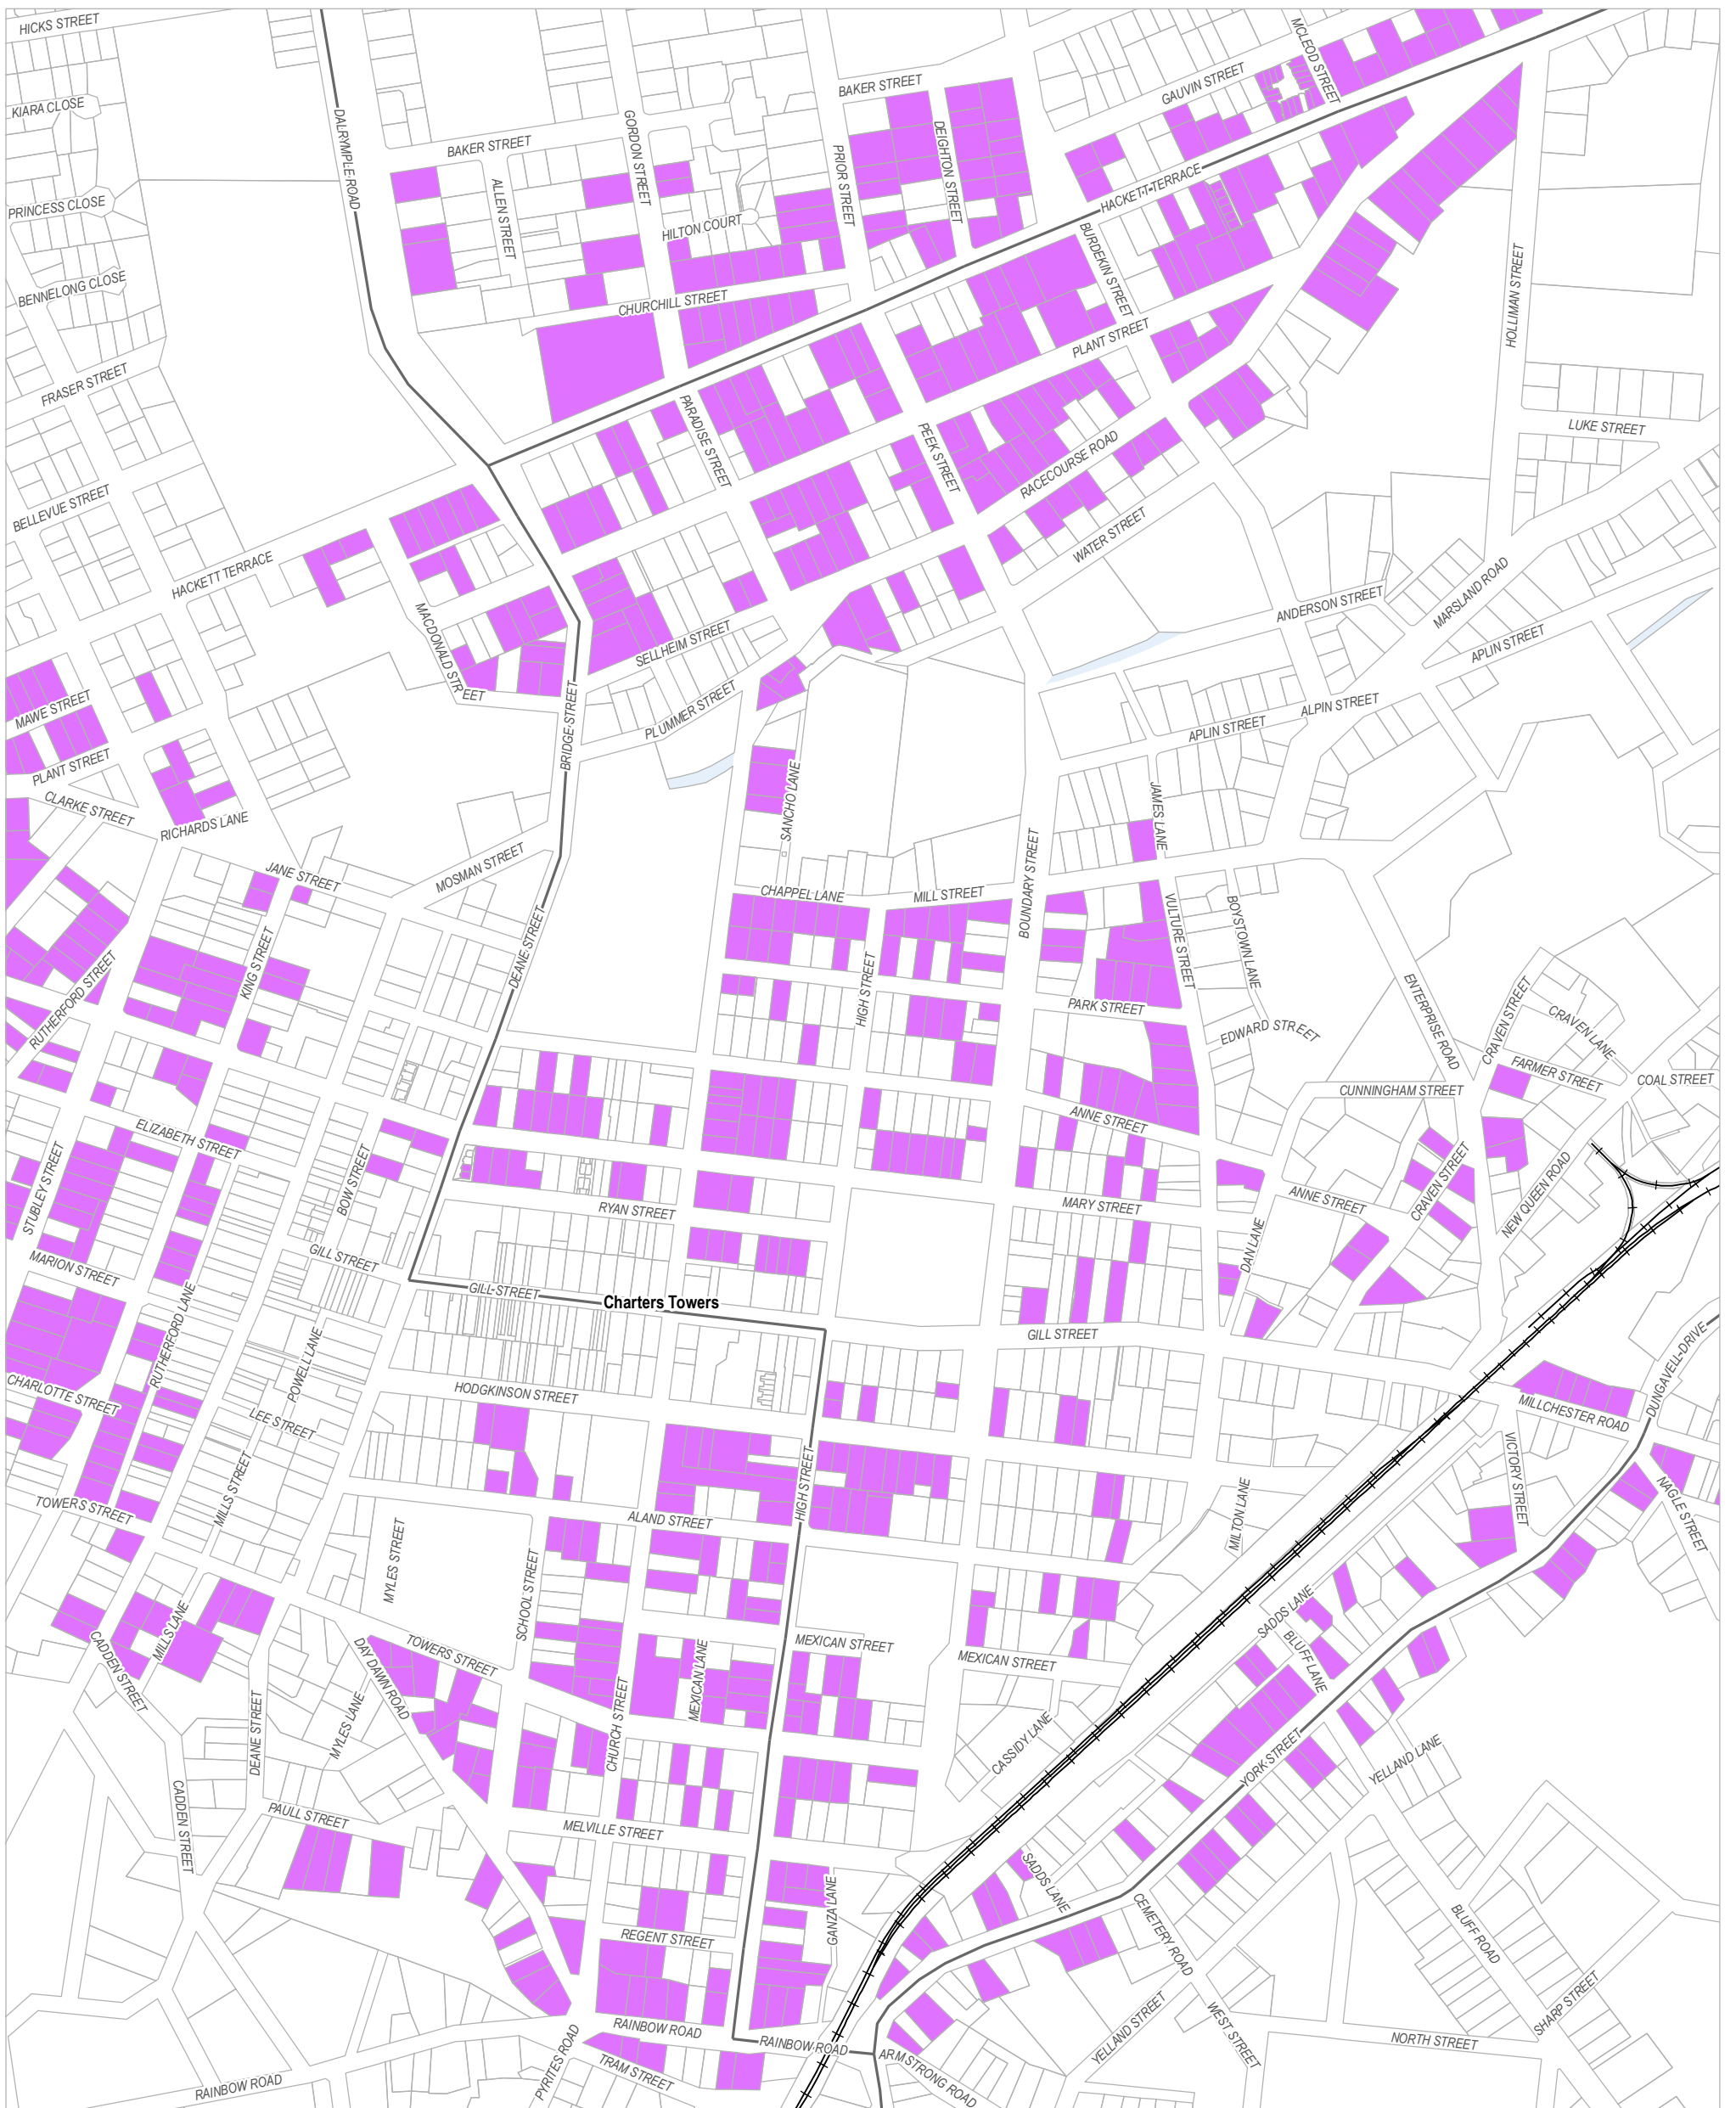 HICKS STREET
MCLEOD STREET
GAUVIN STREET
BAKER STREET
KIARA CLOSE
DALRYMPLE ROAD
GORDON STREET
BAKER STREET
DEIGHTON STREET
PRIOR STREET
ALLEN STREET
HACKETT TERRACE
PRINCESS CLOSE
HILTON COURT
BURDEKIN STREET
BENNELONG CLOSE
CHURCHILL STREET
HOLLIMAN STREET
PLANT STREET
FRASER STREET
PARADISE STREET
PEEK STREET
LUKE STREET
RACECOURSE ROAD
BELLEVUE STREET
WATER STREET
HACKETT TERRACE
MARSLAND ROAD
ANDERSON STREET
MACDONALD STREET
SELLHEIM STREET
APLIN STREET
MAWE STREET
PLUMMER STREET
ALPIN STREET
APLIN STREET
BRIDGE STREET
PLANT STREET
SANCHO LANE
JAMES LANE
CLARKE STREET
RICHARDS LANE
JANE STREET
MOSMAN STREET
BOUNDARY STREET
CHAPPEL LANE
MILL STREET
VULTURE STREET
BOYSTOWN LANE
DEANE STREET
KING STREET
RUTHERFORD STREET
HIGH STREET
PARK STREET
ENTERPRISE ROAD
CRAVEN STREET
CRAVEN LANE
EDWARD STREET
FARMER STREET
COAL STREET
CUNNINGHAM STREET
ANNE STREET
ELIZABETH STREET
STUBLEY STREET
BOW STREET
CRAVEN STREET
NEW QUEEN ROAD
ANNE STREET
MARY STREET
RYAN STREET
DAN LANE
MARION STREET
GILL STREET
GILL STREET
Charters Towers
RUTHERFORD LANE
POWELL LANE
GILL STREET
DUNGAVELL DRIVE
CHARLOTTE STREET
HODGKINSON STREET
LEE STREET
MILLCHESTER ROAD
VICTORY STREET
HIGH STREET
MILLS STREET
NAGLE STREET
TOWERS STREET
ALAND STREET
MILTON LANE
MYLES STREET
SCHOOL STREET
SADDS LANE
MILLS LANE
CADDEN STREET
TOWERS STREET
DAY DAWN ROAD
MEXICAN STREET
MEXICAN LANE
MEXICAN STREET
BLUFF LANE
DEANE STREET
MYLES LANE
CHURCH STREET
CASSIDY LANE
YORK STREET
YELLAND LANE
CADDEN STREET
PAULL STREET
MELVILLE STREET
SADDS LANE
GANZA LANE
CEMETERY ROAD
BLUFF ROAD
REGENT STREET
RAINBOW ROAD
RAINBOW ROAD
SHARP STREET
YELLAND STREET
WEST STREET
NORTH STREET
PYRITES ROAD
TRAM STREET
ARMSTRONG ROAD
RAINBOW ROAD